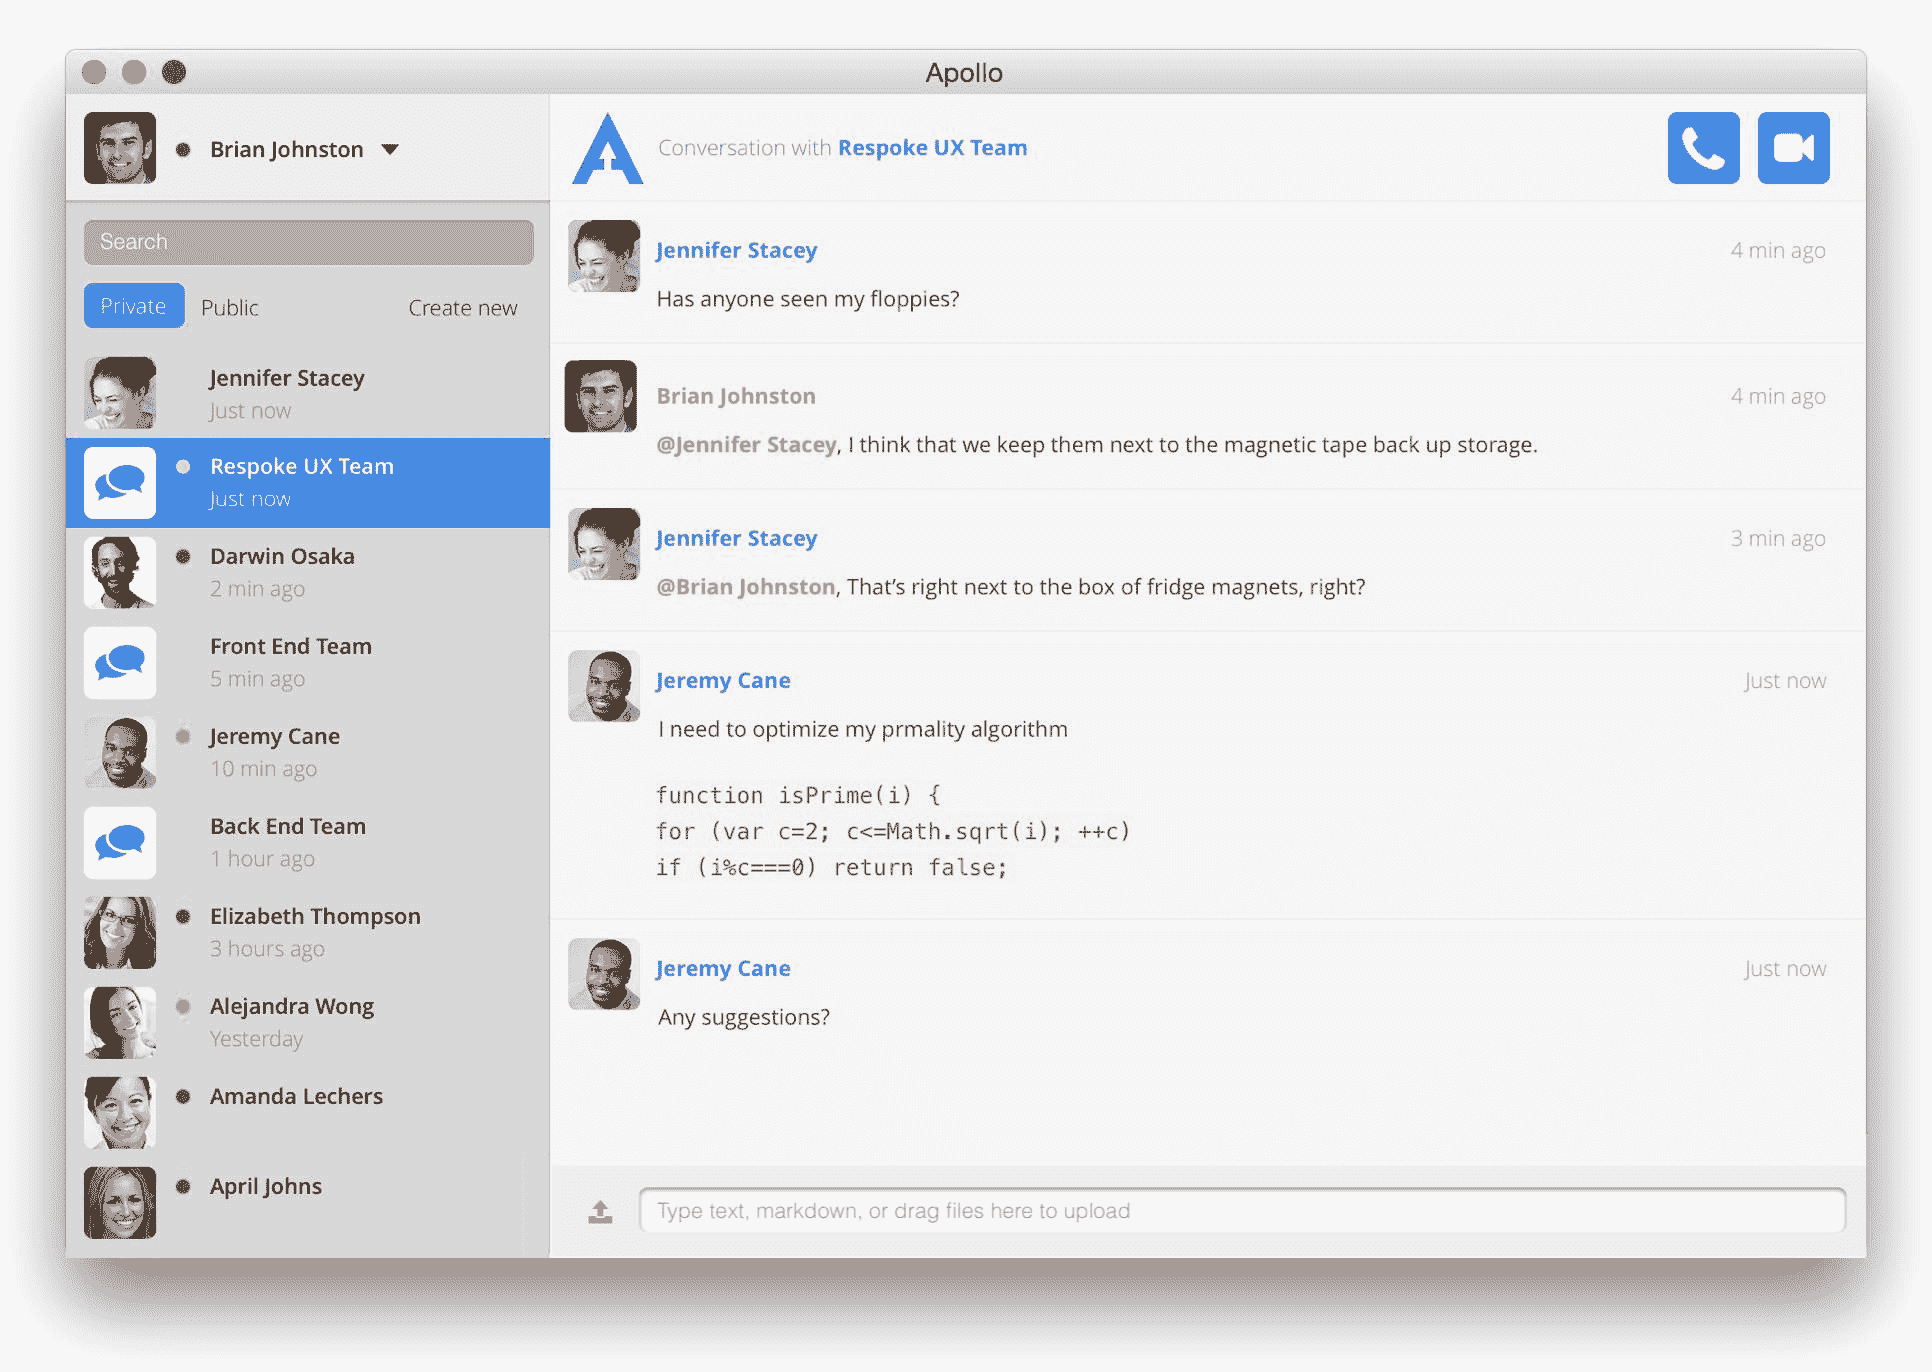 Apollo
Brian Johnston
Search
Private
Public
Create new
Jennifer Stacey
Just now
Respoke UX Team
Just now
Darwin Osaka
2 min ago
Front End Team
5 min ago
Jeremy Cane
10 min ago
Back End Team
1 hour ago
Elizabeth Thompson
3 hours ago
Alejandra Wong
Yesterday
Amanda Lechers
April Johns
Conversation with Respoke UX Team
Jennifer Stacey
4 min ago
Has anyone seen my floppies?
Brian Johnston
4 min ago
@Jennifer Stacey, I think that we keep them next to the magnetic tape back up storage.
Jennifer Stacey
3 min ago
@Brian Johnston, That’s right next to the box of fridge magnets, right?
Jeremy Cane
Just now
I need to optimize my prmality algorithm
function isPrime(i) {
for (var c=2; c<=Math.sqrt(i); ++c)
if (i%c===0) return false;
Jeremy Cane
Just now
Any suggestions?
Type text, markdown, or drag files here to upload